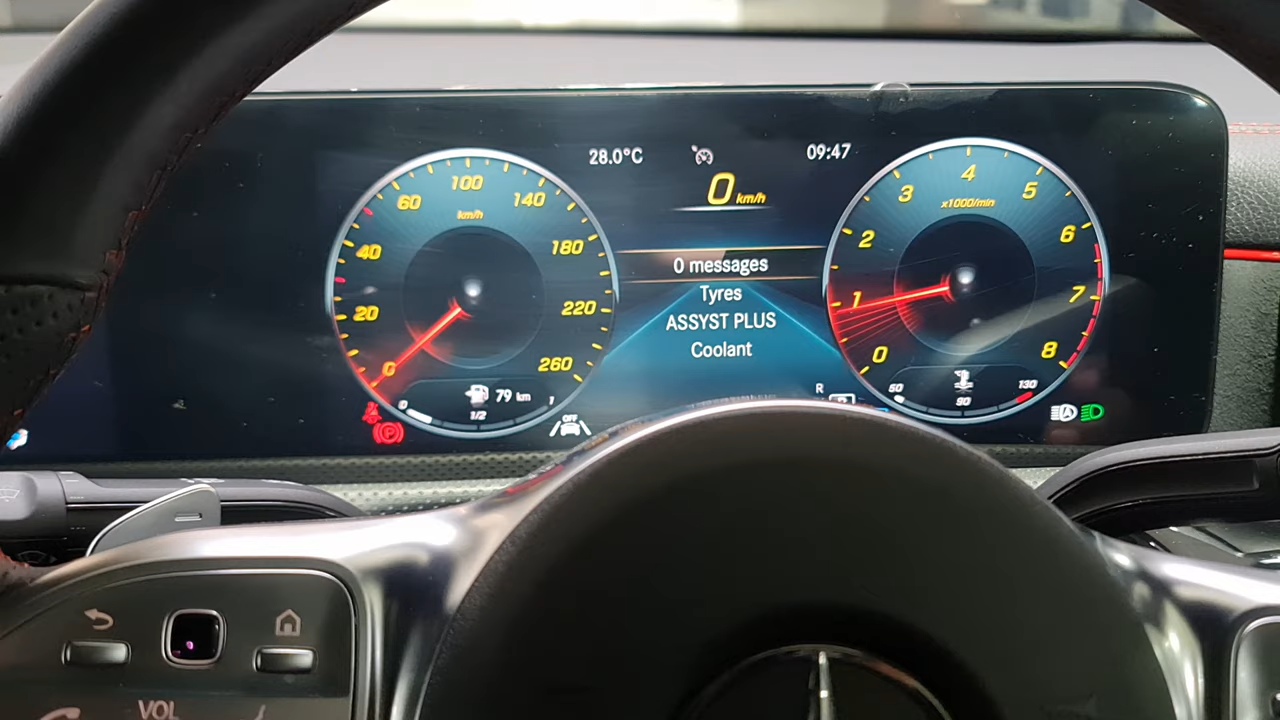 28.0°C
09:47
0 km/h
0 20 40 60 100 140 180 220 260
km/h
79 km
0 1/2 1
0 messages
Tyres
ASSYST PLUS
Coolant
0 1 2 3 4 5 6 7 8
x1000/min
50 90 130
R
P
OFF
A
VOL